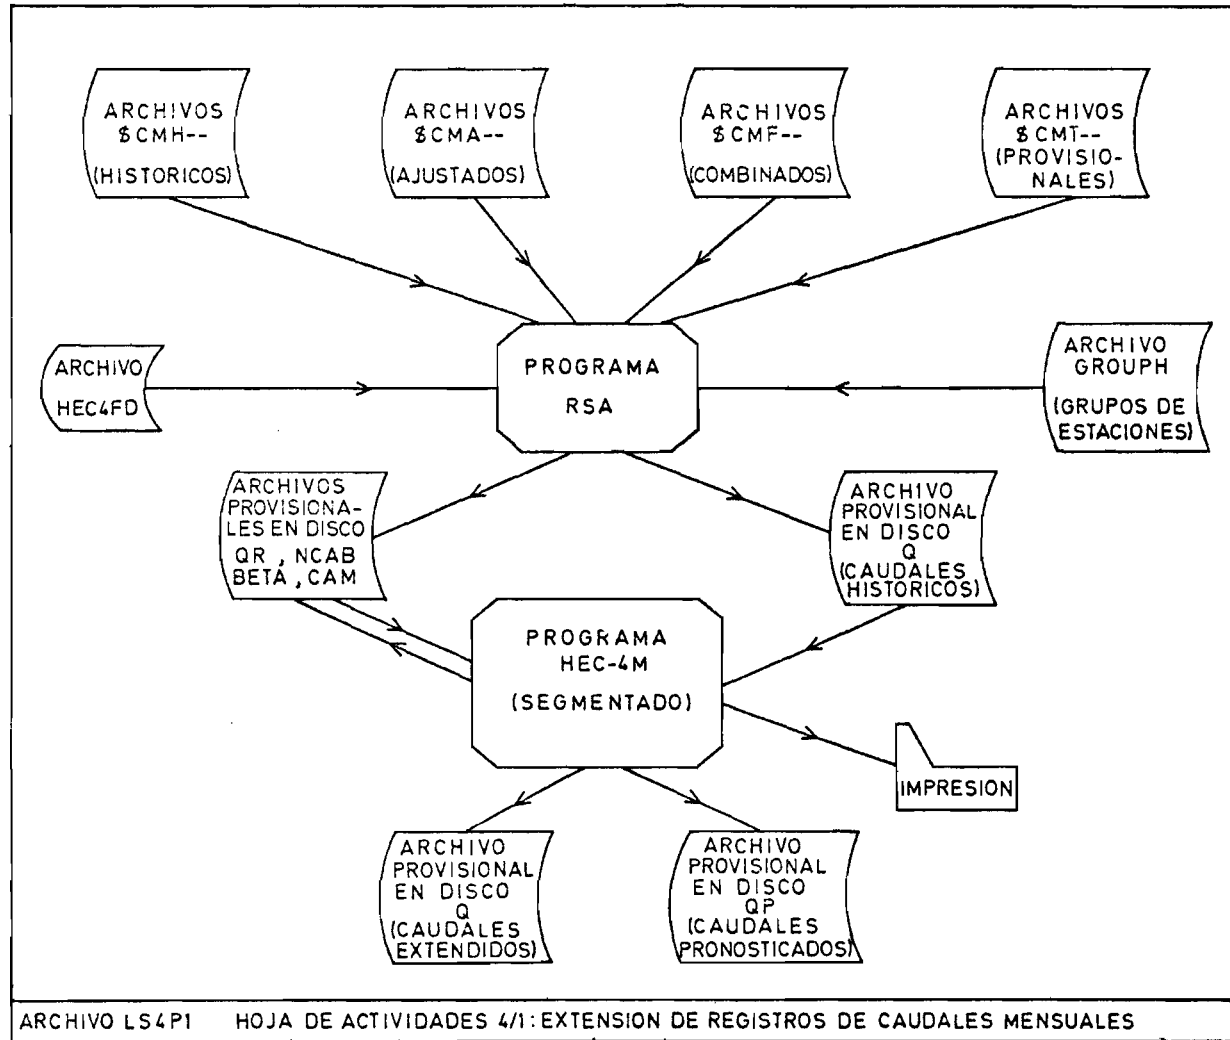 ARCHIVOS
$CMH--
(HISTORICOS)
ARCHIVOS
$CMA--
(AJUSTADOS)
ARCHIVOS
$CMF--
(COMBINADOS)
ARCHIVOS
$CMT--
(PROVISIO-
NALES)
ARCHIVO
HEC4FD
PROGRAMA
RSA
ARCHIVO
GROUPH
(GRUPOS DE
ESTACIONES)
ARCHIVOS
PROVISIONA-
LES EN DISCO
QR , NCAB
BETA , CAM
ARCHIVO
PROVISIONAL
EN DISCO
Q
(CAUDALES
HISTORICOS)
PROGRAMA
HEC-4M
(SEGMENTADO)
IMPRESION
ARCHIVO
PROVISIONAL
EN DISCO
Q
(CAUDALES
EXTENDIDOS)
ARCHIVO
PROVISIONAL
EN DISCO
QP
(CAUDALES
PRONOSTICADOS)
ARCHIVO LS4P1 HOJA DE ACTIVIDADES 4/1: EXTENSION DE REGISTROS DE CAUDALES MENSUALES